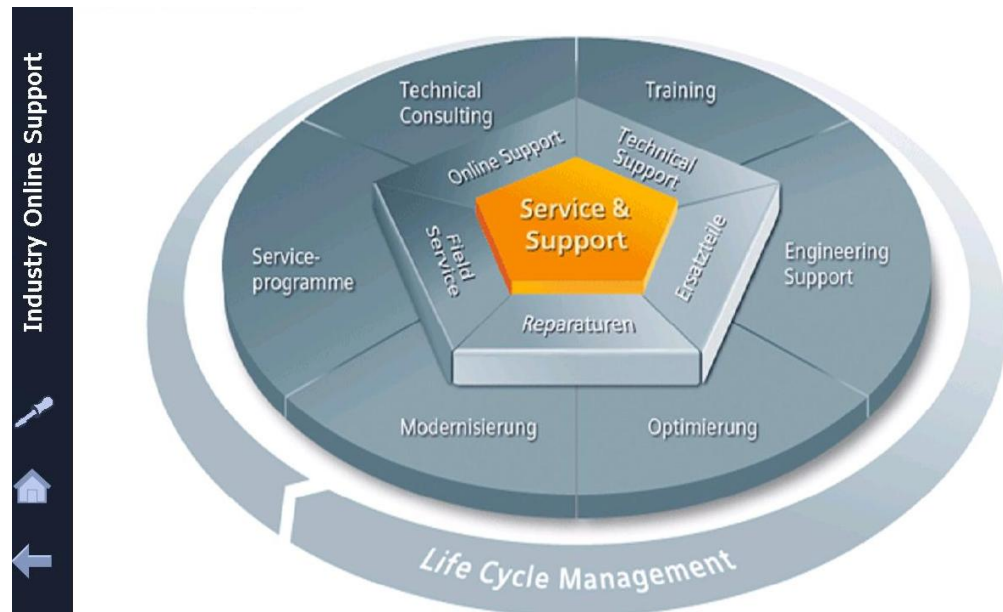 Industry Online Support
Technical
Consulting
Training
Online Support
Technical
Support
Service &
Support
Service-
programme
Field
Service
Ersatzteile
Engineering
Support
Reparaturen
Modernisierung
Optimierung
Life Cycle Management